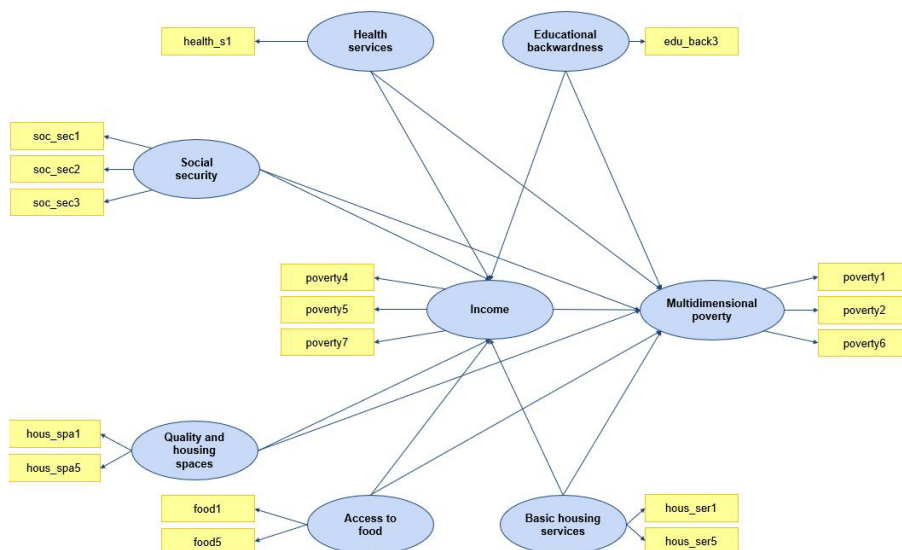 health_s1
Health
services
Educational
backwardness
edu_back3
soc_sec1
soc_sec2
soc_sec3
Social
security
poverty4
poverty5
poverty7
Income
Multidimensional
poverty
poverty1
poverty2
poverty6
hous_spa1
hous_spa5
Quality and
housing
spaces
food1
food5
Access to
food
Basic housing
services
hous_ser1
hous_ser5